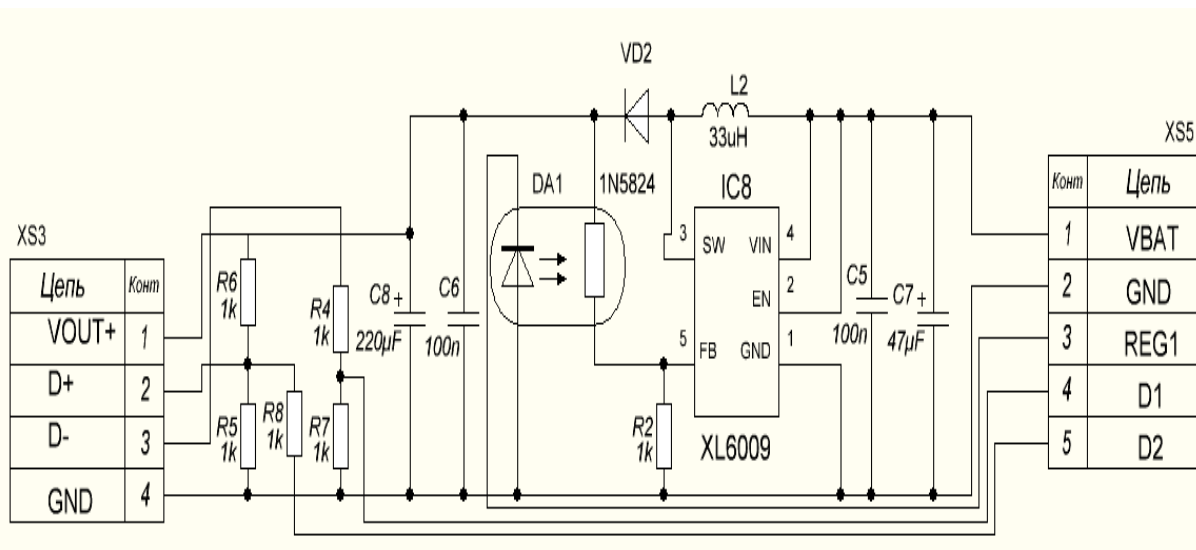 VD2
L2
33uH
XS5
DA1
1N5824
IC8
Конт
Цепь
1
VBAT
2
GND
3
REG1
4
D1
5
D2
3
SW
VIN
4
EN
2
5
FB
GND
1
XL6009
C5
100n
C7
+
47µF
XS3
Цепь
Конт
VOUT+
1
D+
2
D-
3
GND
4
R6
1k
R4
1k
C8
+
220µF
C6
100n
R5
1k
R8
1k
R7
1k
R2
1k